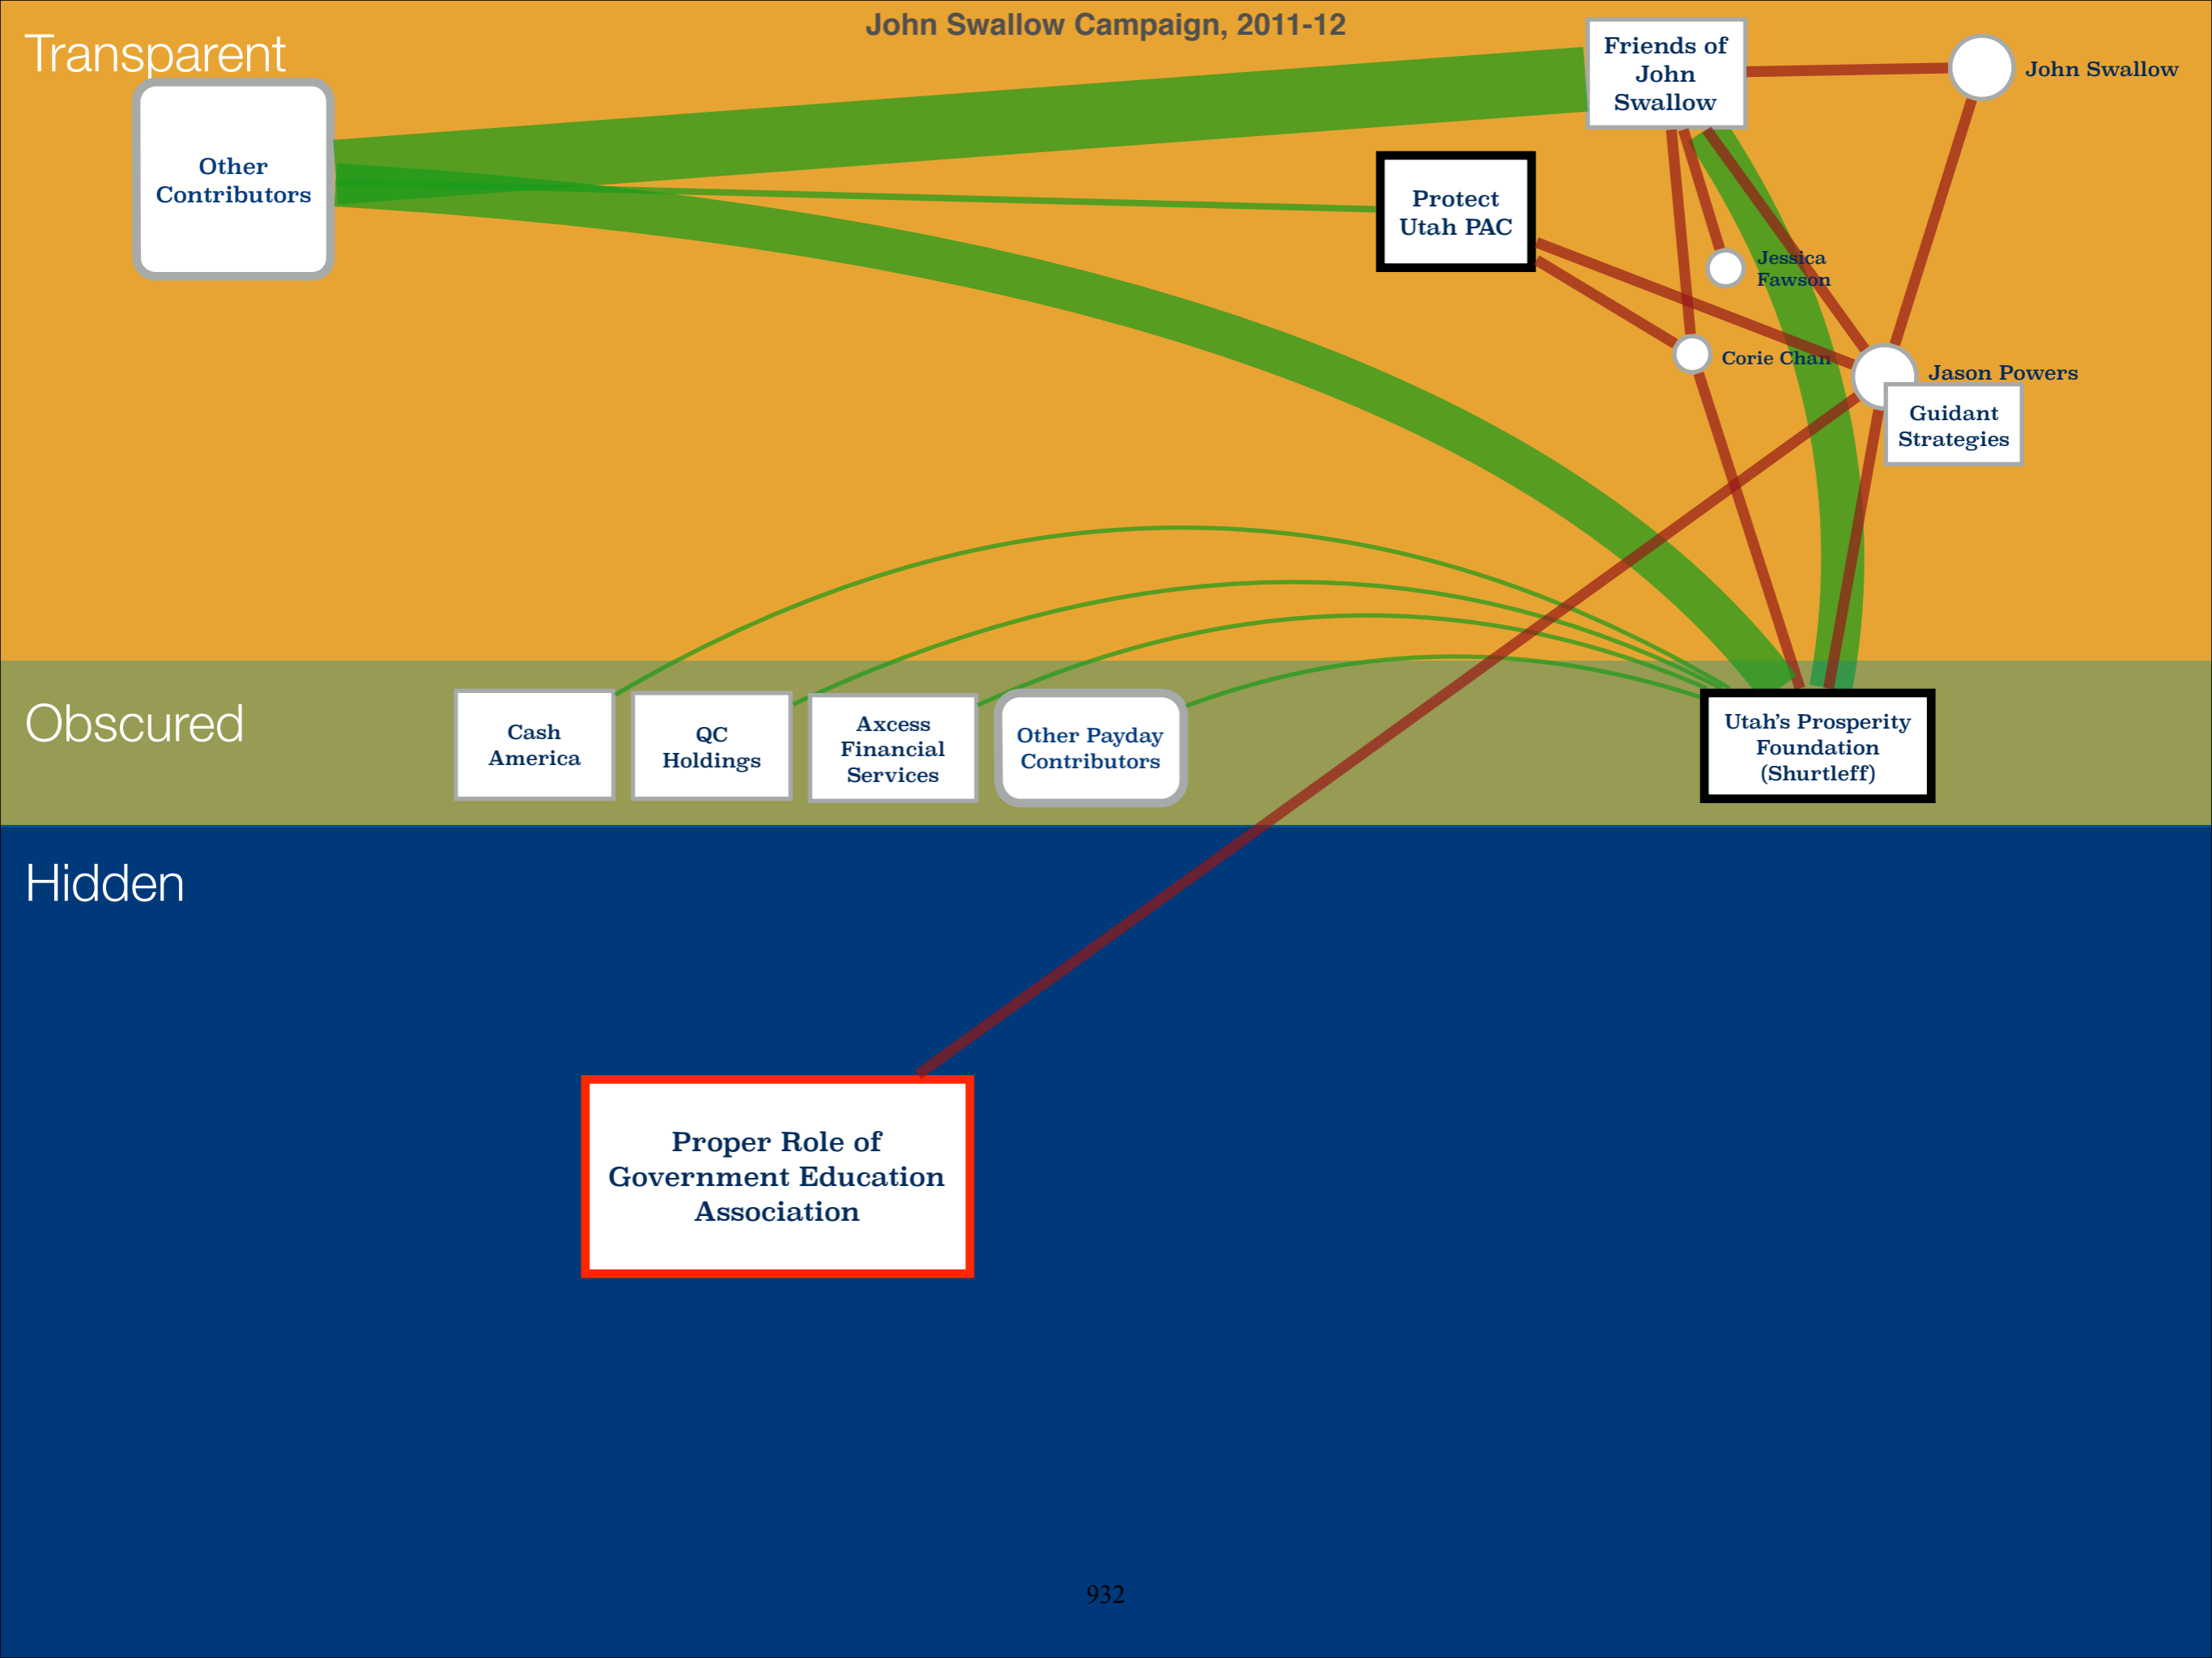 John Swallow Campaign, 2011-12
Transparent
Friends of
John
Swallow
John Swallow
Other
Contributors
Protect
Utah PAC
Jessica
Fawson
Corie Chan
Jason Powers
Guidant
Strategies
Obscured
Cash
America
QC
Holdings
Axcess
Financial
Services
Other Payday
Contributors
Utah's Prosperity
Foundation
(Shurtleff)
Hidden
Proper Role of
Government Education
Association
932